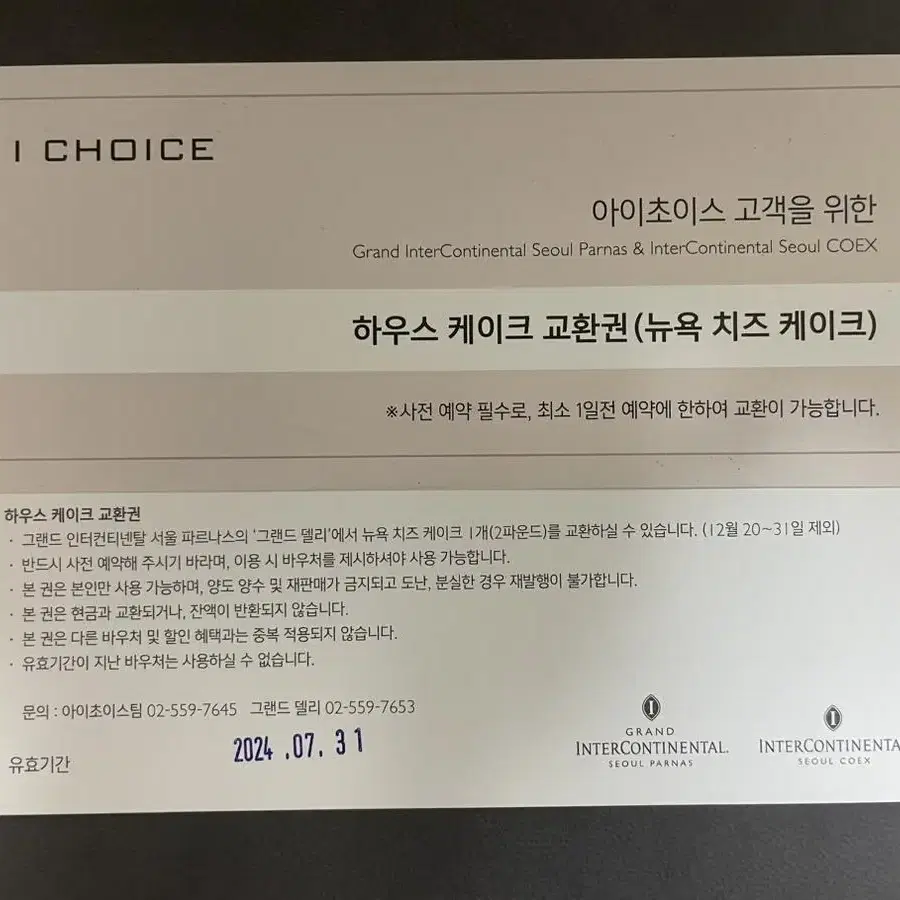 I CHOICE
아이초이스 고객을 위한
Grand InterContinental Seoul Parnas & InterContinental Seoul COEX
하우스 케이크 교환권(뉴욕 치즈 케이크)
※사전 예약 필수로, 최소 1일전 예약에 한하여 교환이 가능합니다.
하우스 케이크 교환권
· 그랜드 인터컨티넨탈 서울 파르나스의 '그랜드 델리'에서 뉴욕 치즈 케이크 1개(2파운드)를 교환하실 수 있습니다. (12월 20~31일 제외)
· 반드시 사전 예약해 주시기 바라며, 이용 시 바우처를 제시하셔야 사용 가능합니다.
· 본 권은 본인만 사용 가능하며, 양도 양수 및 재판매가 금지되고 도난, 분실한 경우 재발행이 불가합니다.
· 본 권은 현금과 교환되거나, 잔액이 반환되지 않습니다.
· 본 권은 다른 바우처 및 할인 혜택과는 중복 적용되지 않습니다.
· 유효기간이 지난 바우처는 사용하실 수 없습니다.
문의 : 아이초이스팀 02-559-7645 그랜드 델리 02-559-7653
유효기간 2024 .07. 31
GRAND
INTERCONTINENTAL.
SEOUL PARNAS
INTERCONTINENTA
SEOUL COEX